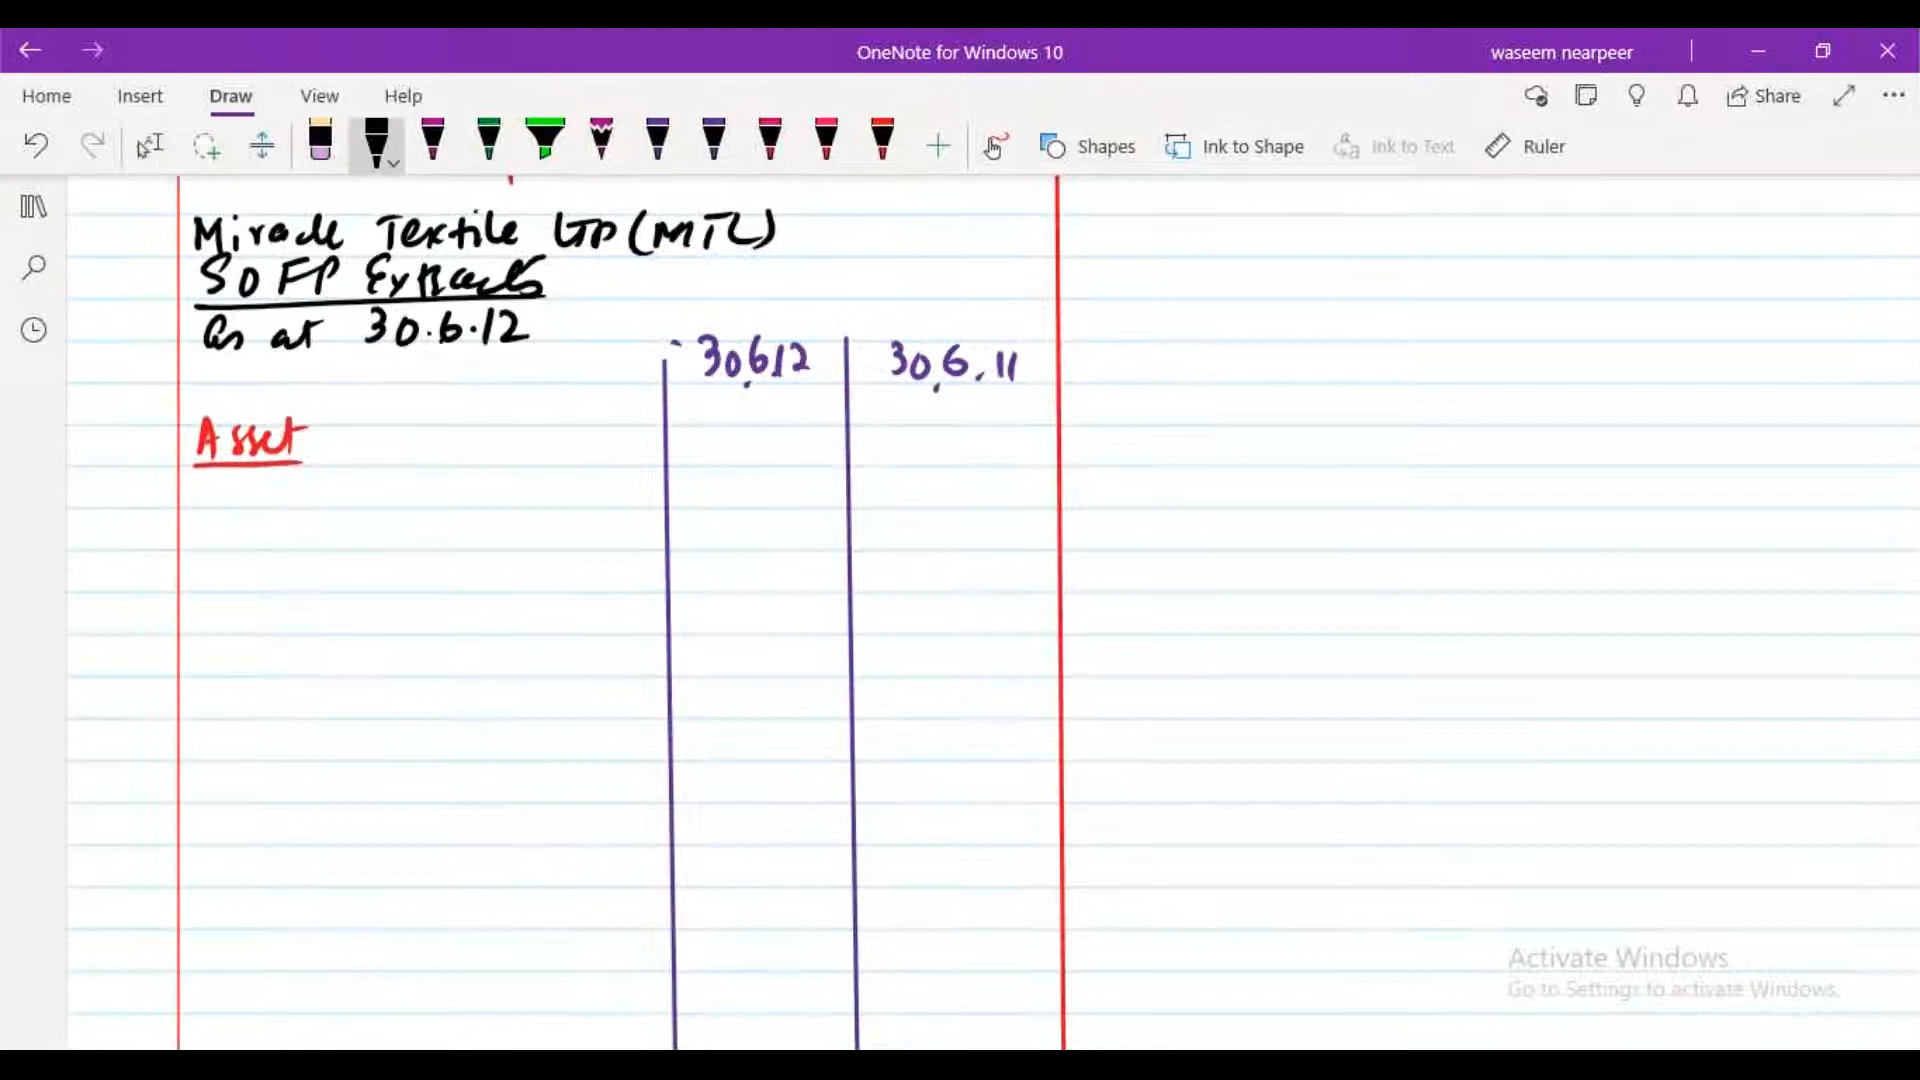 OneNote for Windows 10
waseem nearpeer
Home Insert Draw View Help
Share
Shapes
Ink to Shape
Ink to Text
Ruler
Miracle Textile LTD (MTL)
SOFP Extracts
As at 30.6.12
30.6.12 30.6.11
Asset
Activate Windows
Go to Settings to activate Windows.